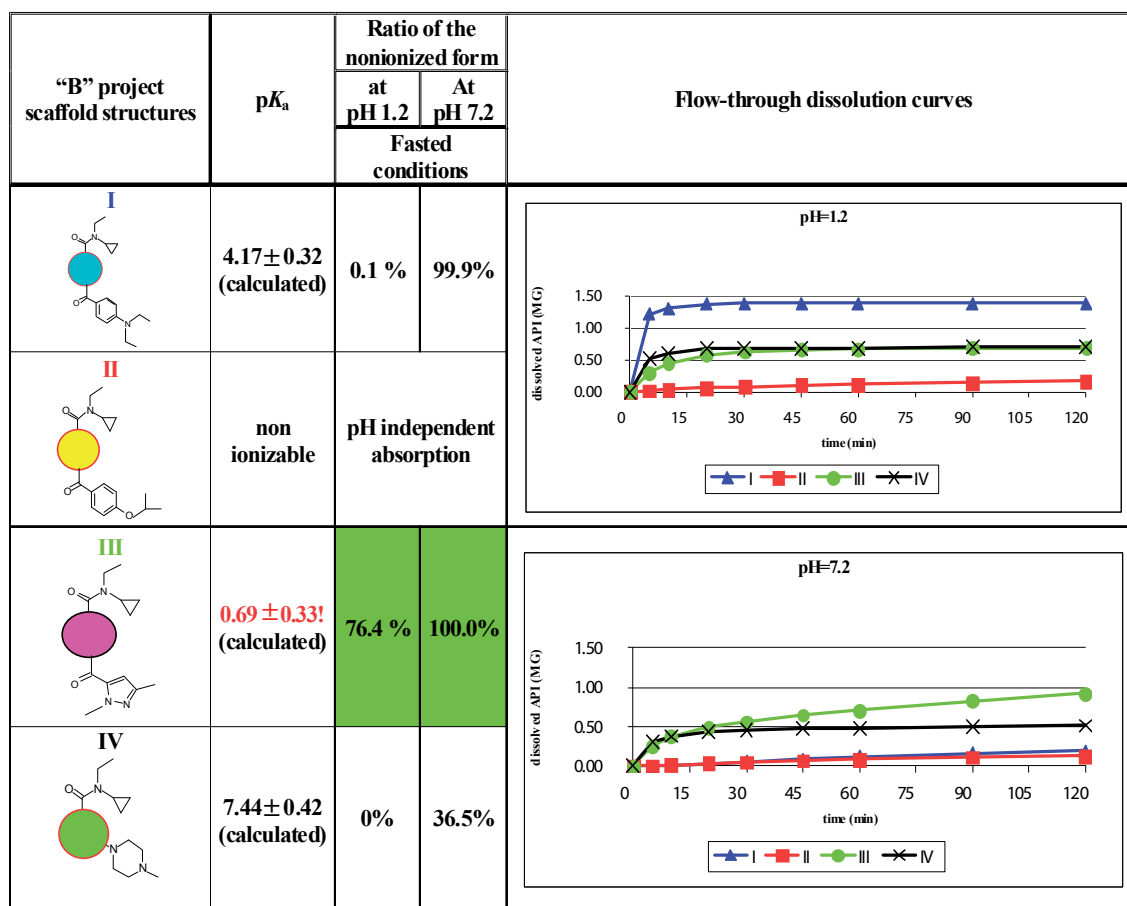 “B” project
scaffold structures
pKa
Ratio of the
nonionized form
at
pH 1.2
At
pH 7.2
Fasted
conditions
Flow-through dissolution curves
I
O
N
O
N
4.17±0.32
(calculated)
0.1 %
99.9%
pH=1.2
dissolved API (MG)
1.50
1.00
0.50
0.00
0 15 30 45 60 75 90 105 120
time (min)
I II III IV
II
O
N
O
O
non
ionizable
pH independent
absorption
III
O
N
O
N
N
0.69±0.33!
(calculated)
76.4 %
100.0%
pH=7.2
dissolved API (MG)
1.50
1.00
0.50
0.00
0 15 30 45 60 75 90 105 120
time (min)
I II III IV
IV
O
N
N
N
7.44±0.42
(calculated)
0%
36.5%